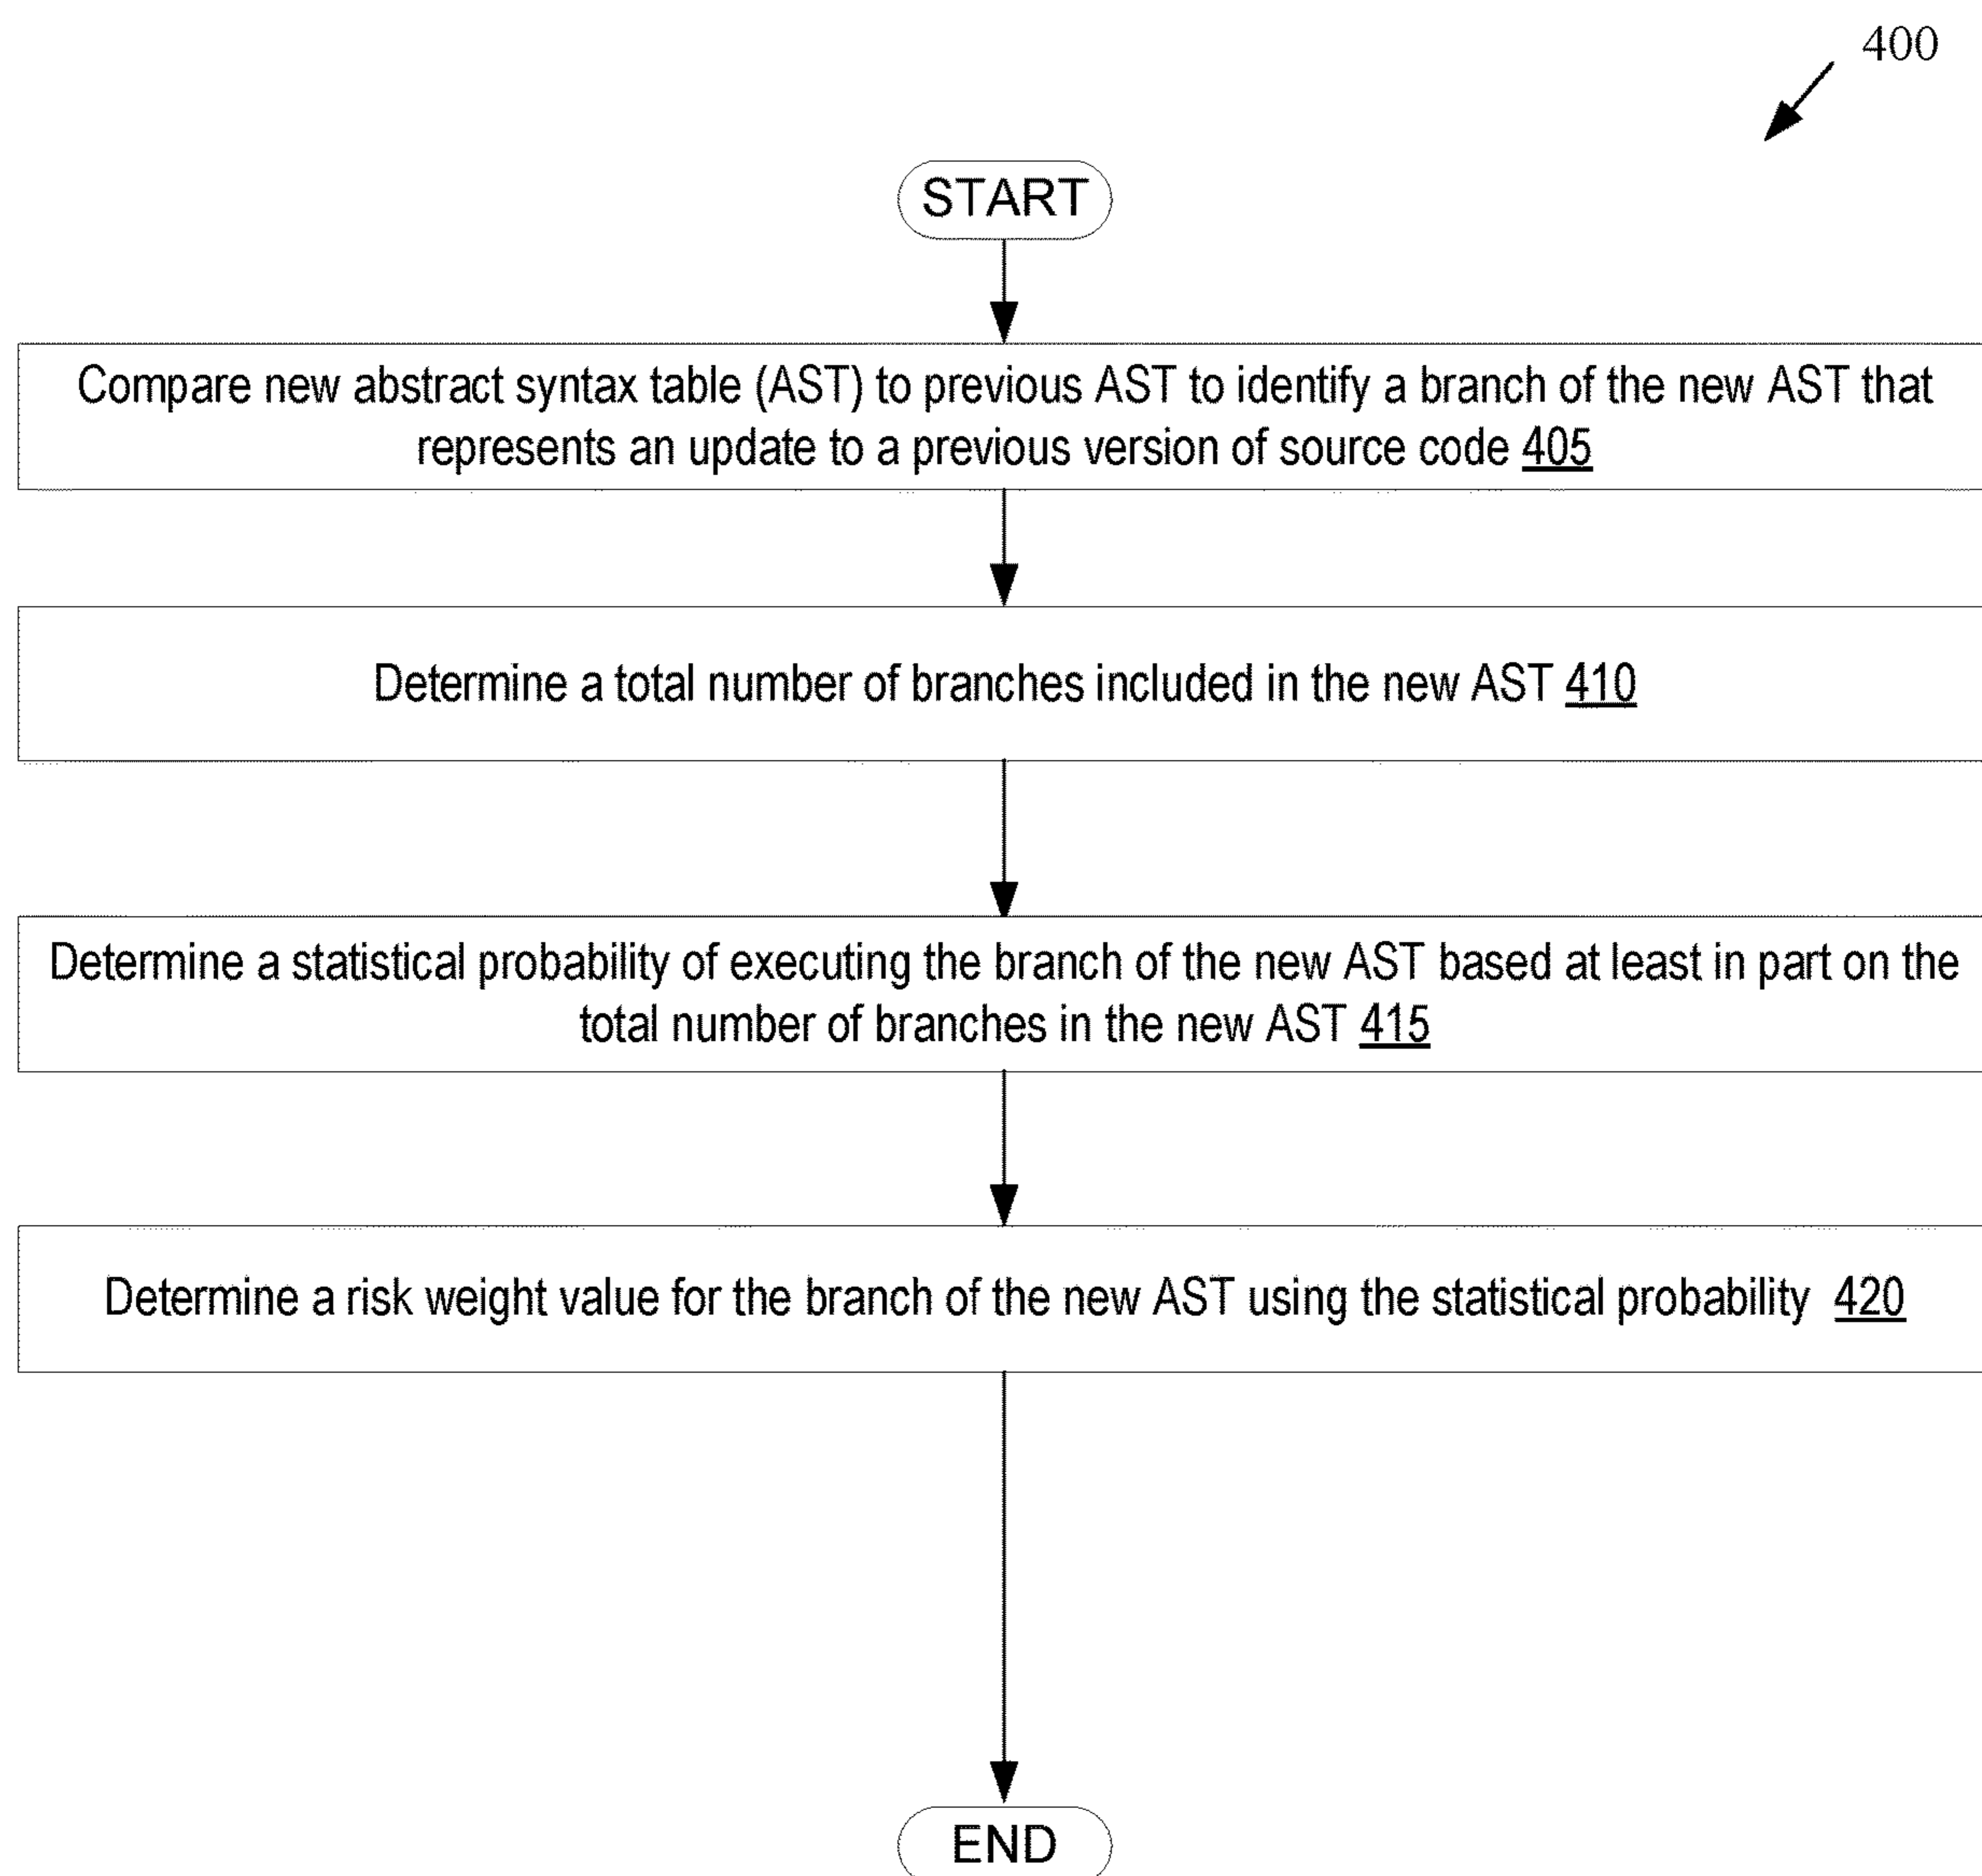 400
START
Compare new abstract syntax table (AST) to previous AST to identify a branch of the new AST that
represents an update to a previous version of source code 405
Determine a total number of branches included in the new AST 410
Determine a statistical probability of executing the branch of the new AST based at least in part on the
total number of branches in the new AST 415
Determine a risk weight value for the branch of the new AST using the statistical probability 420
END